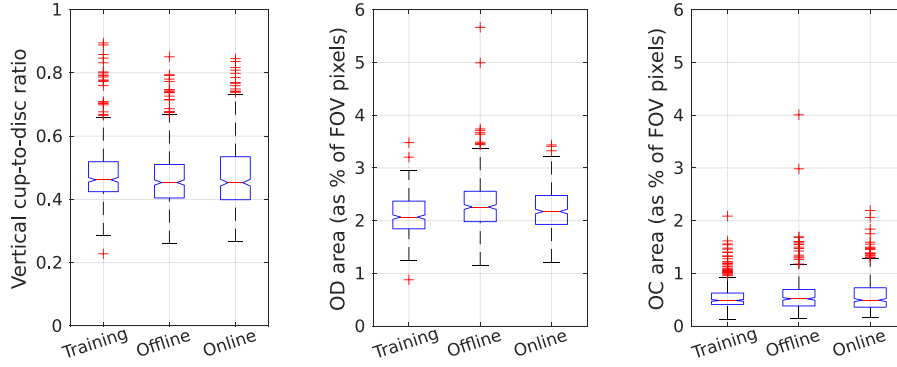 Vertical cup-to-disc ratio
1
0.8
0.6
0.4
0.2
0
Training
Offline
Online
OD area (as % of FOV pixels)
6
5
4
3
2
1
0
Training
Offline
Online
OC area (as % of FOV pixels)
6
5
4
3
2
1
0
Training
Offline
Online